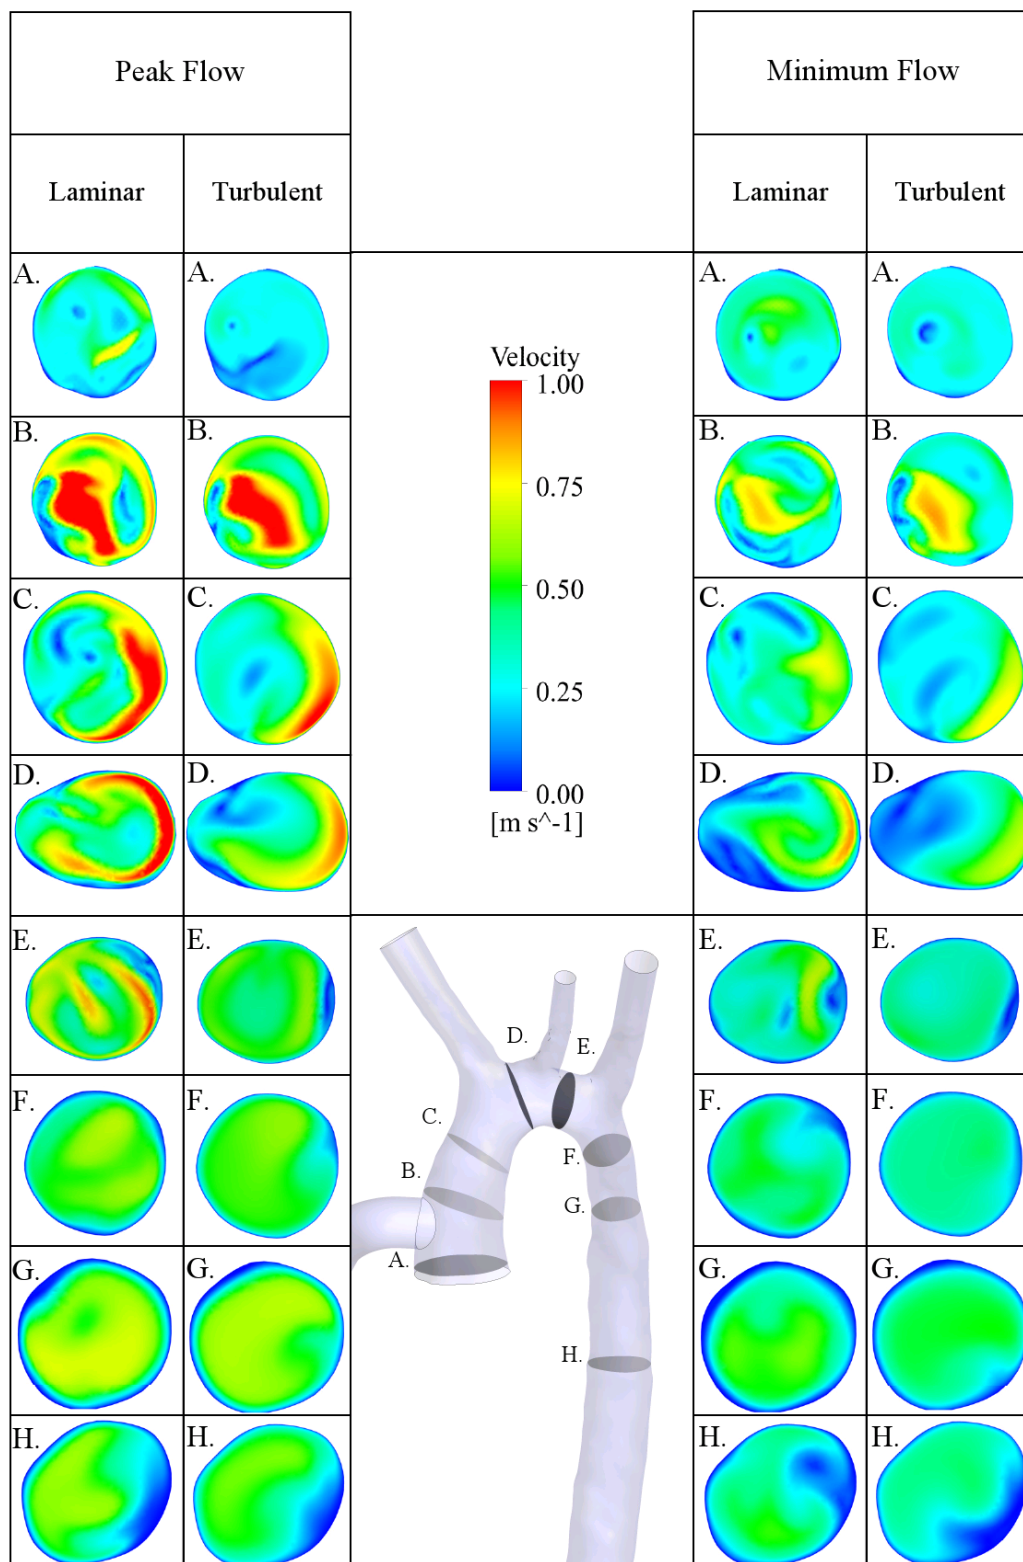 Peak Flow
Minimum Flow
Laminar
Turbulent
Laminar
Turbulent
A.
A.
A.
A.
B.
B.
B.
B.
C.
C.
C.
C.
D.
D.
D.
D.
Velocity
1.00
0.75
0.50
0.25
0.00
[m s^-1]
E.
E.
E.
E.
F.
F.
F.
F.
G.
G.
G.
G.
H.
H.
H.
H.
D.
E.
C.
F.
B.
G.
A.
H.